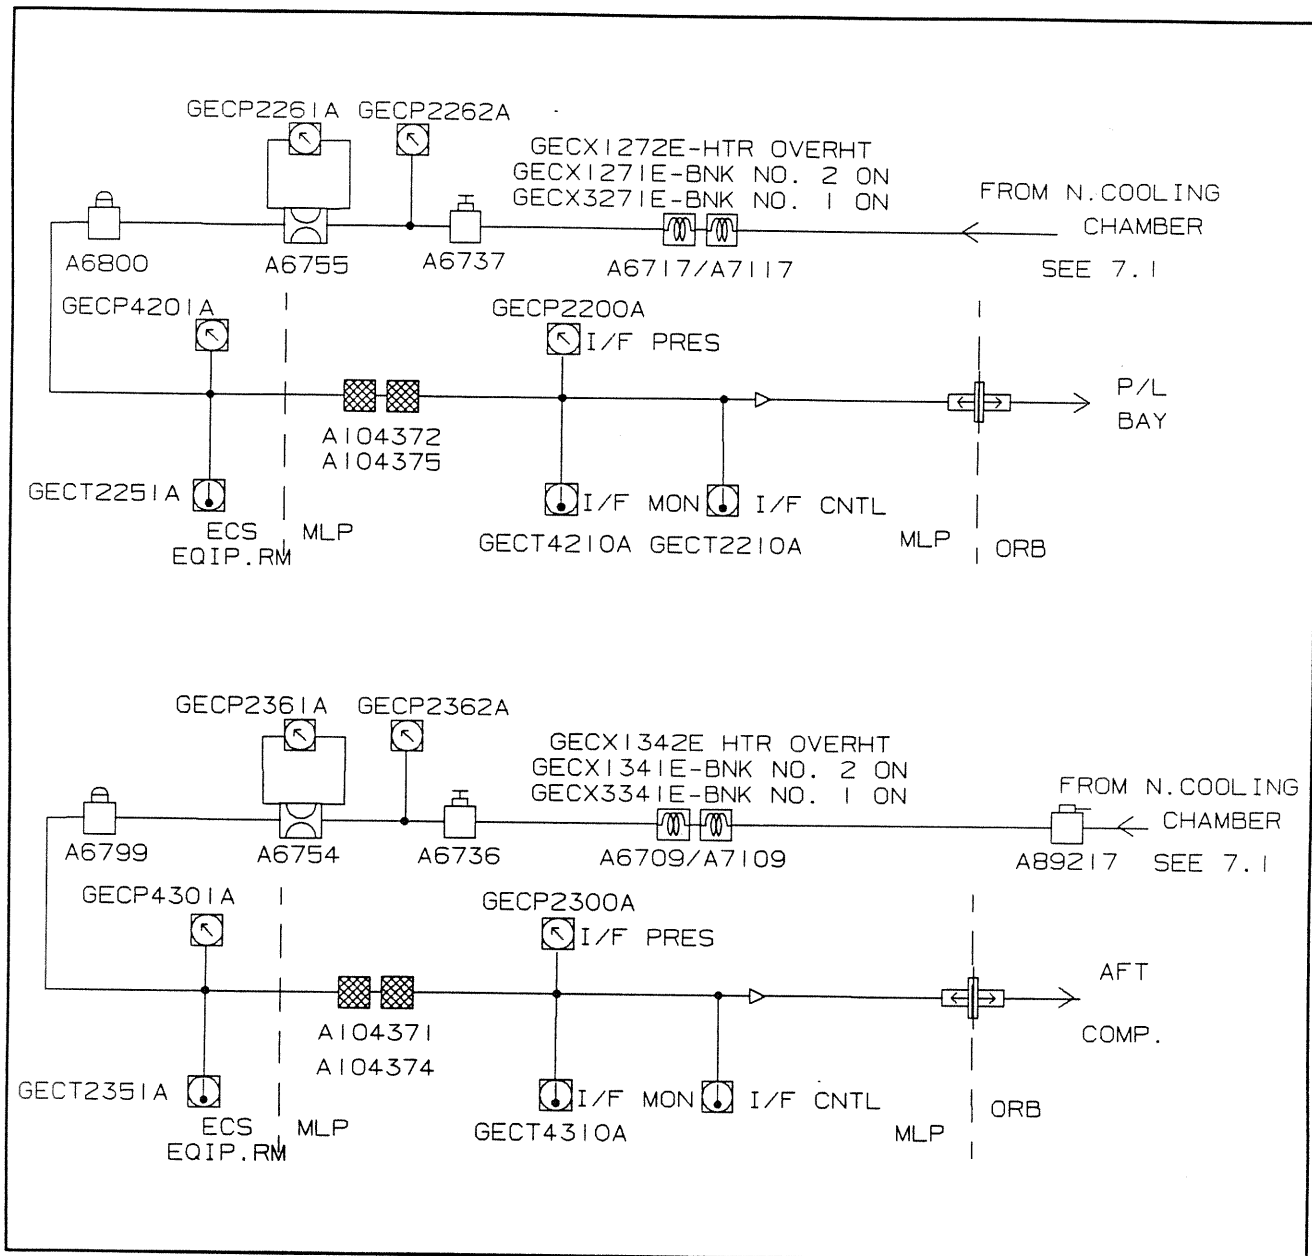 GECP2261A GECP2262A
GECX1272E-HTR OVERHT
GECX1271E-BNK NO. 2 ON
GECX3271E-BNK NO. 1 ON
FROM N.COOLING
CHAMBER
SEE 7.1
A6800 A6755 A6737 A6717/A7117
GECP4201A
GECP2200A
I/F PRES
P/L
BAY
A104372
A104375
GECT2251A
I/F MON I/F CNTL
GECT4210A GECT2210A
ECS
EQIP.RM
MLP
MLP
ORB
GECP2361A GECP2362A
GECX1342E HTR OVERHT
GECX1341E-BNK NO. 2 ON
GECX3341E-BNK NO. 1 ON
FROM N.COOLING
CHAMBER
SEE 7.1
A6799 A6754 A6736 A6709/A7109 A89217
GECP4301A
GECP2300A
I/F PRES
AFT
COMP.
A104371
A104374
GECT2351A
I/F MON I/F CNTL
GECT4310A
ECS
EQIP.RM
MLP
MLP
ORB